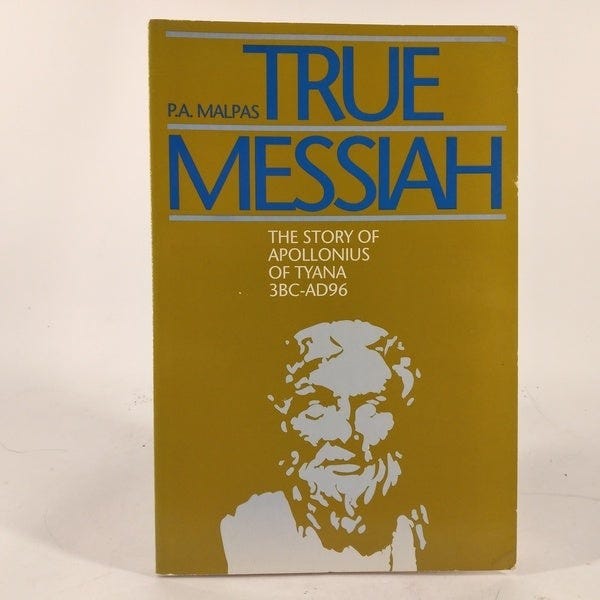 TRUE
P.A. MALPAS
MESSIAH
THE STORY OF
APOLLONIUS
OF TYANA
3BC-AD96